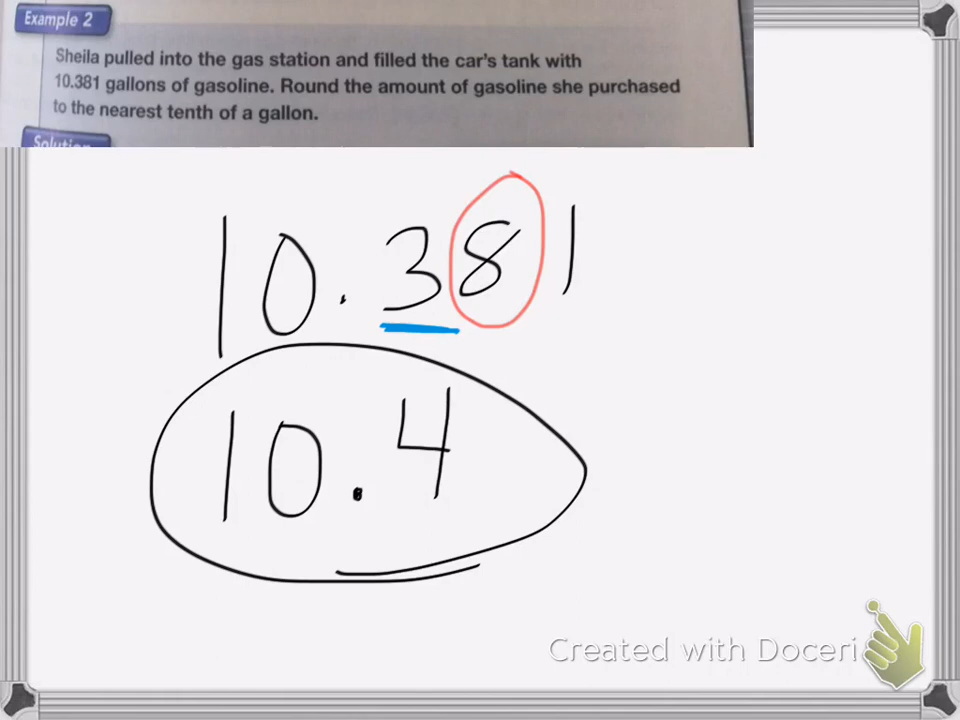 Example 2
Sheila pulled into the gas station and filled the car's tank with
10.381 gallons of gasoline. Round the amount of gasoline she purchased
to the nearest tenth of a gallon.
Solution
10.381
10.4
Created with Doceri